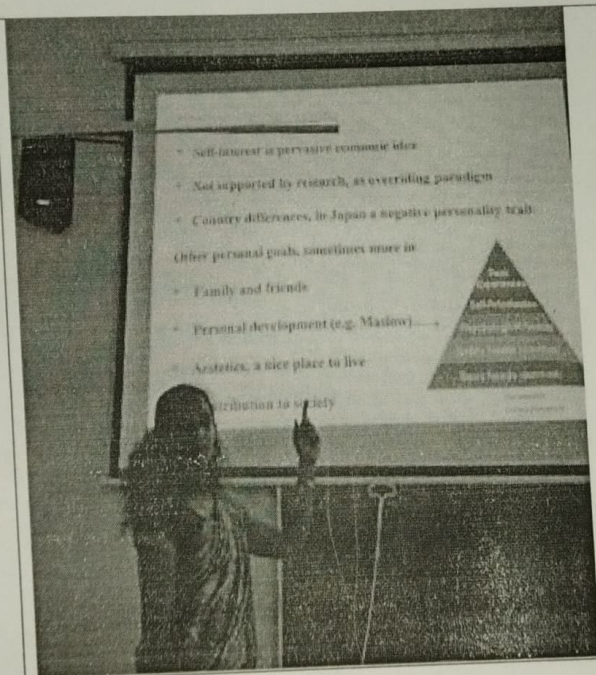 Self-interest is pervasive economic idea
Not supported by research, as overriding paradigm
Country differences, in Japan a negative personality trait
Other personal goals, sometimes more in
Family and friends
Personal development (e.g. Maslow)
Aestetics, a nice place to live
ntribution to society